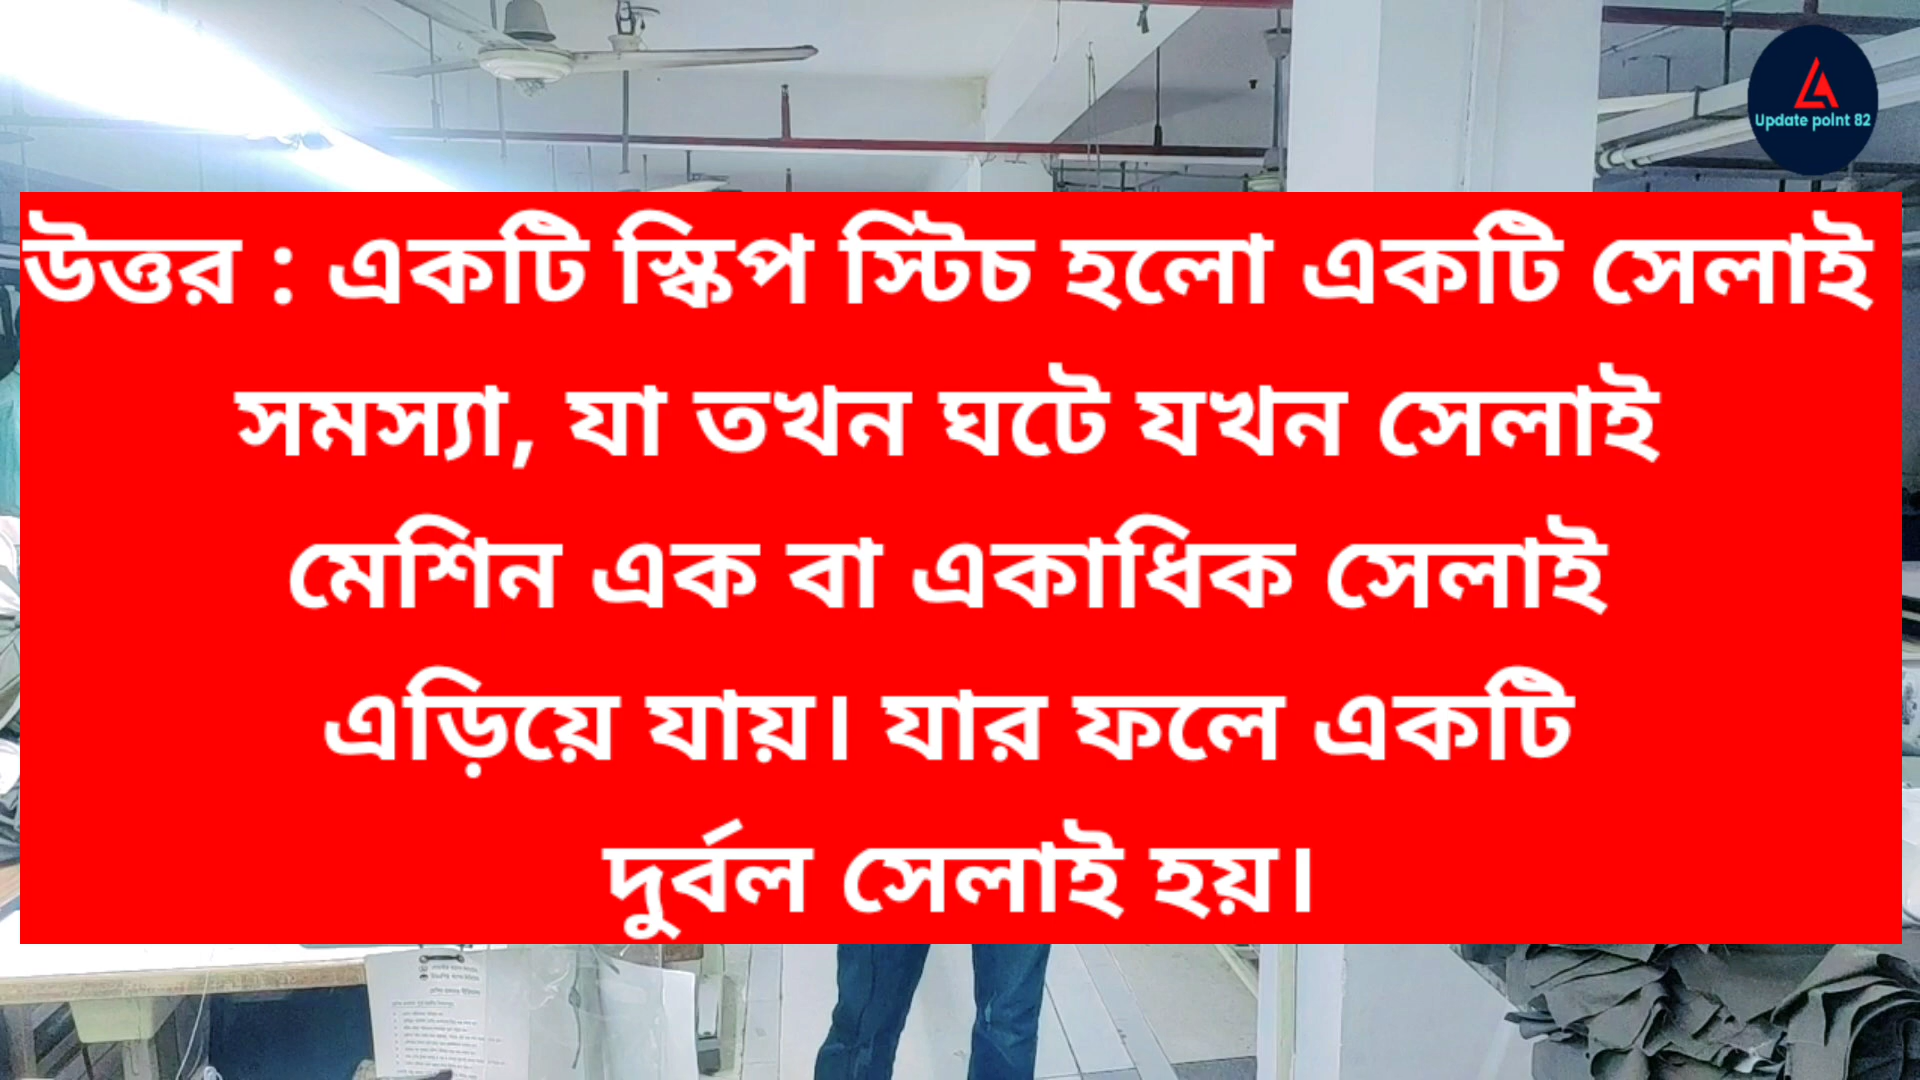 Update point 82
উত্তর : একটি স্কিপ স্টিচ হলো একটি সেলাই
সমস্যা, যা তখন ঘটে যখন সেলাই
মেশিন এক বা একাধিক সেলাই
এড়িয়ে যায়। যার ফলে একটি
দুর্বল সেলাই হয়।